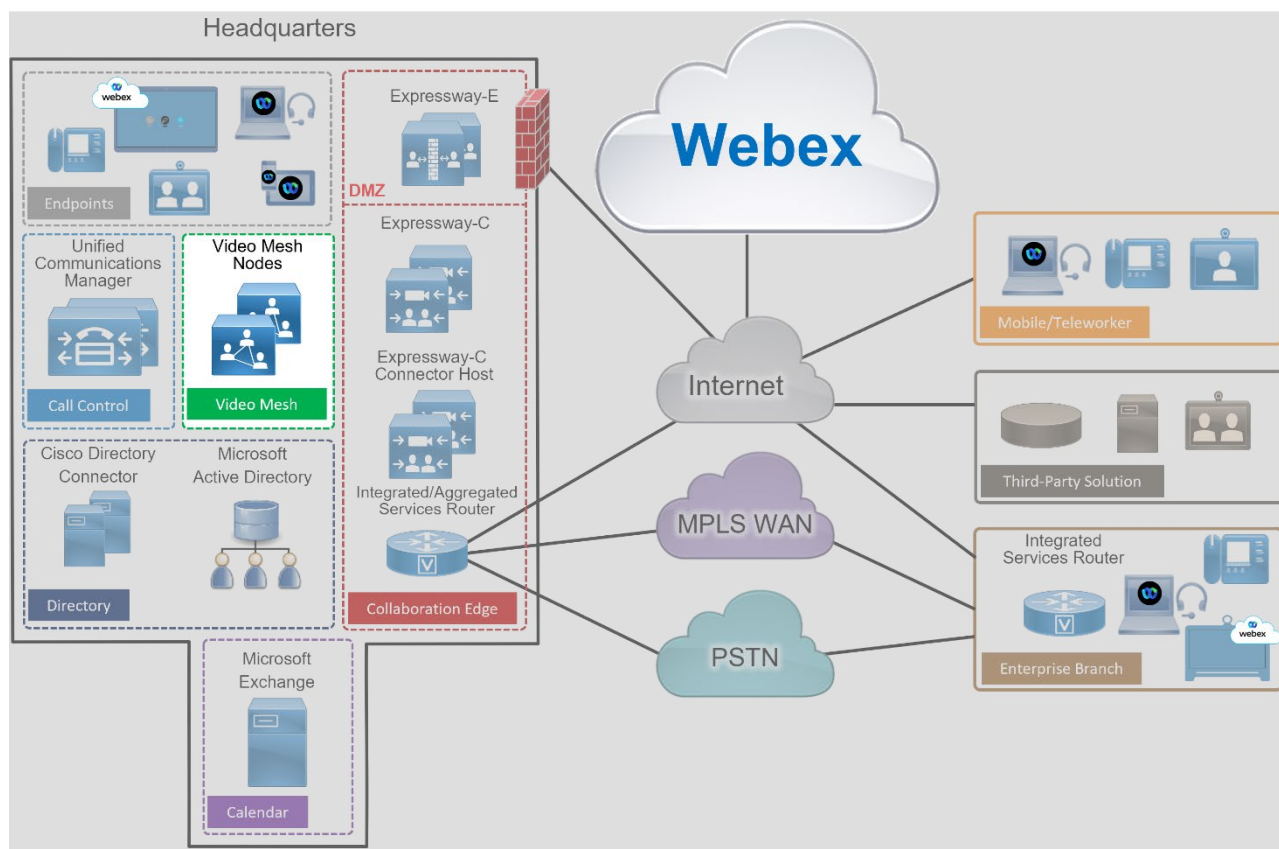 Headquarters
webex
Endpoints
Expressway-E
DMZ
Unified
Communications
Manager
Call Control
Video Mesh
Nodes
Video Mesh
Expressway-C
Expressway-C
Connector Host
Integrated/Aggregated
Services Router
V
Collaboration Edge
Cisco Directory
Connector
Microsoft
Active Directory
Directory
Microsoft
Exchange
Calendar
Webex
Internet
MPLS WAN
PSTN
Mobile/Teleworker
Third-Party Solution
Integrated
Services Router
V
webex
Enterprise Branch